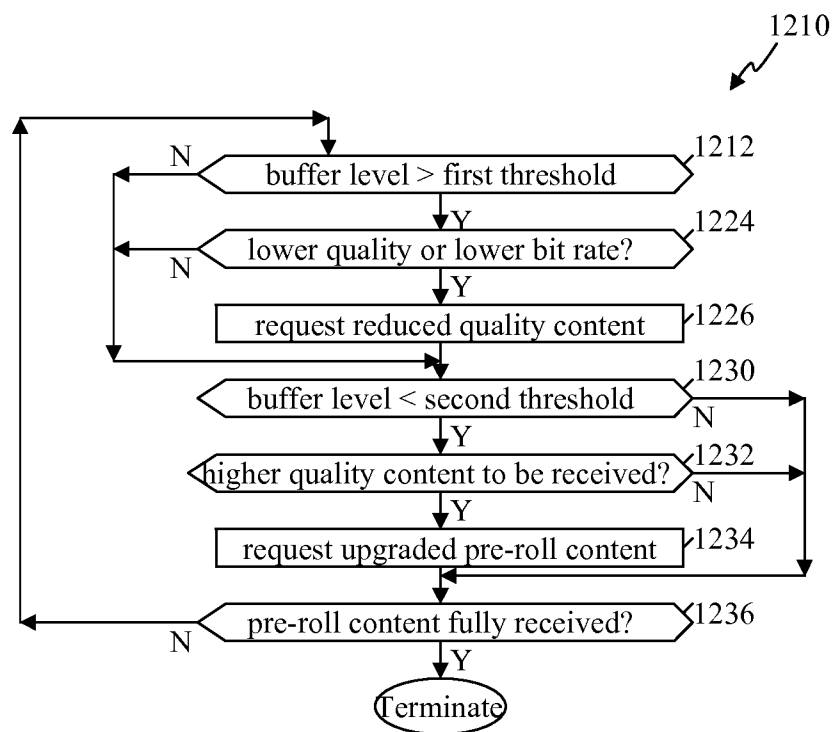 1210
N
buffer level > first threshold
1212
Y
N
lower quality or lower bit rate?
1224
Y
request reduced quality content
1226
buffer level < second threshold
1230
N
Y
higher quality content to be received?
1232
N
Y
request upgraded pre-roll content
1234
pre-roll content fully received?
1236
N
Y
Terminate